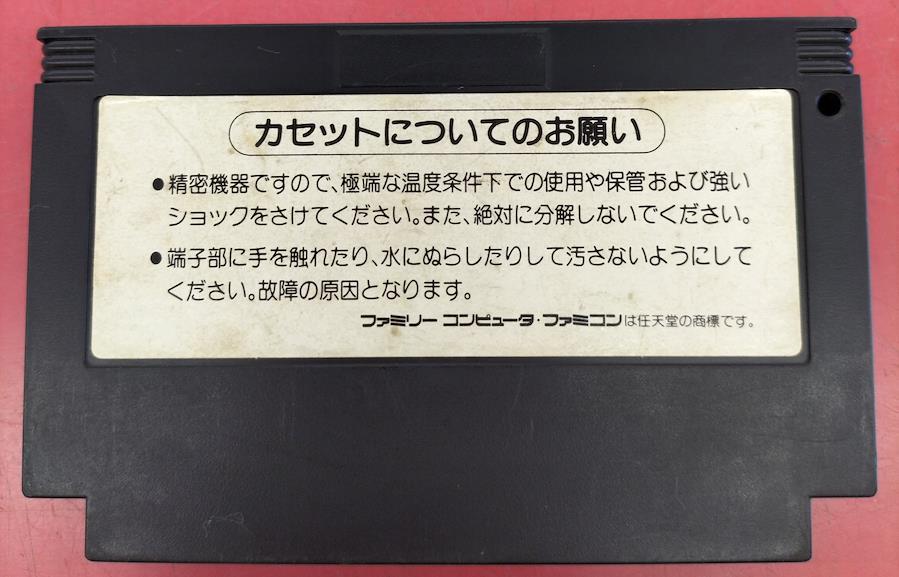 カセットについてのお願い
●精密機器ですので、極端な温度条件下での使用や保管および強い
ショックをさけてください。また、絶対に分解しないでください。
●端子部に手を触れたり、水にぬらしたりして汚さないようにして
ください。故障の原因となります。
ファミリー コンピュータ・ファミコンは任天堂の商標です。